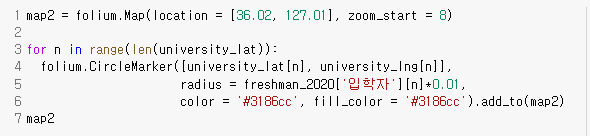 1 map2 = folium.Map(location = [36.02, 127.01], zoom_start = 8)
2
3 for n in range(len(university_lat)):
4   folium.CircleMarker([university_lat[n], university_lng[n]],
5                       radius = freshman_2020['입학자'][n]*0.01,
6                       color = '#3186cc', fill_color = '#3186cc').add_to(map2)
7 map2